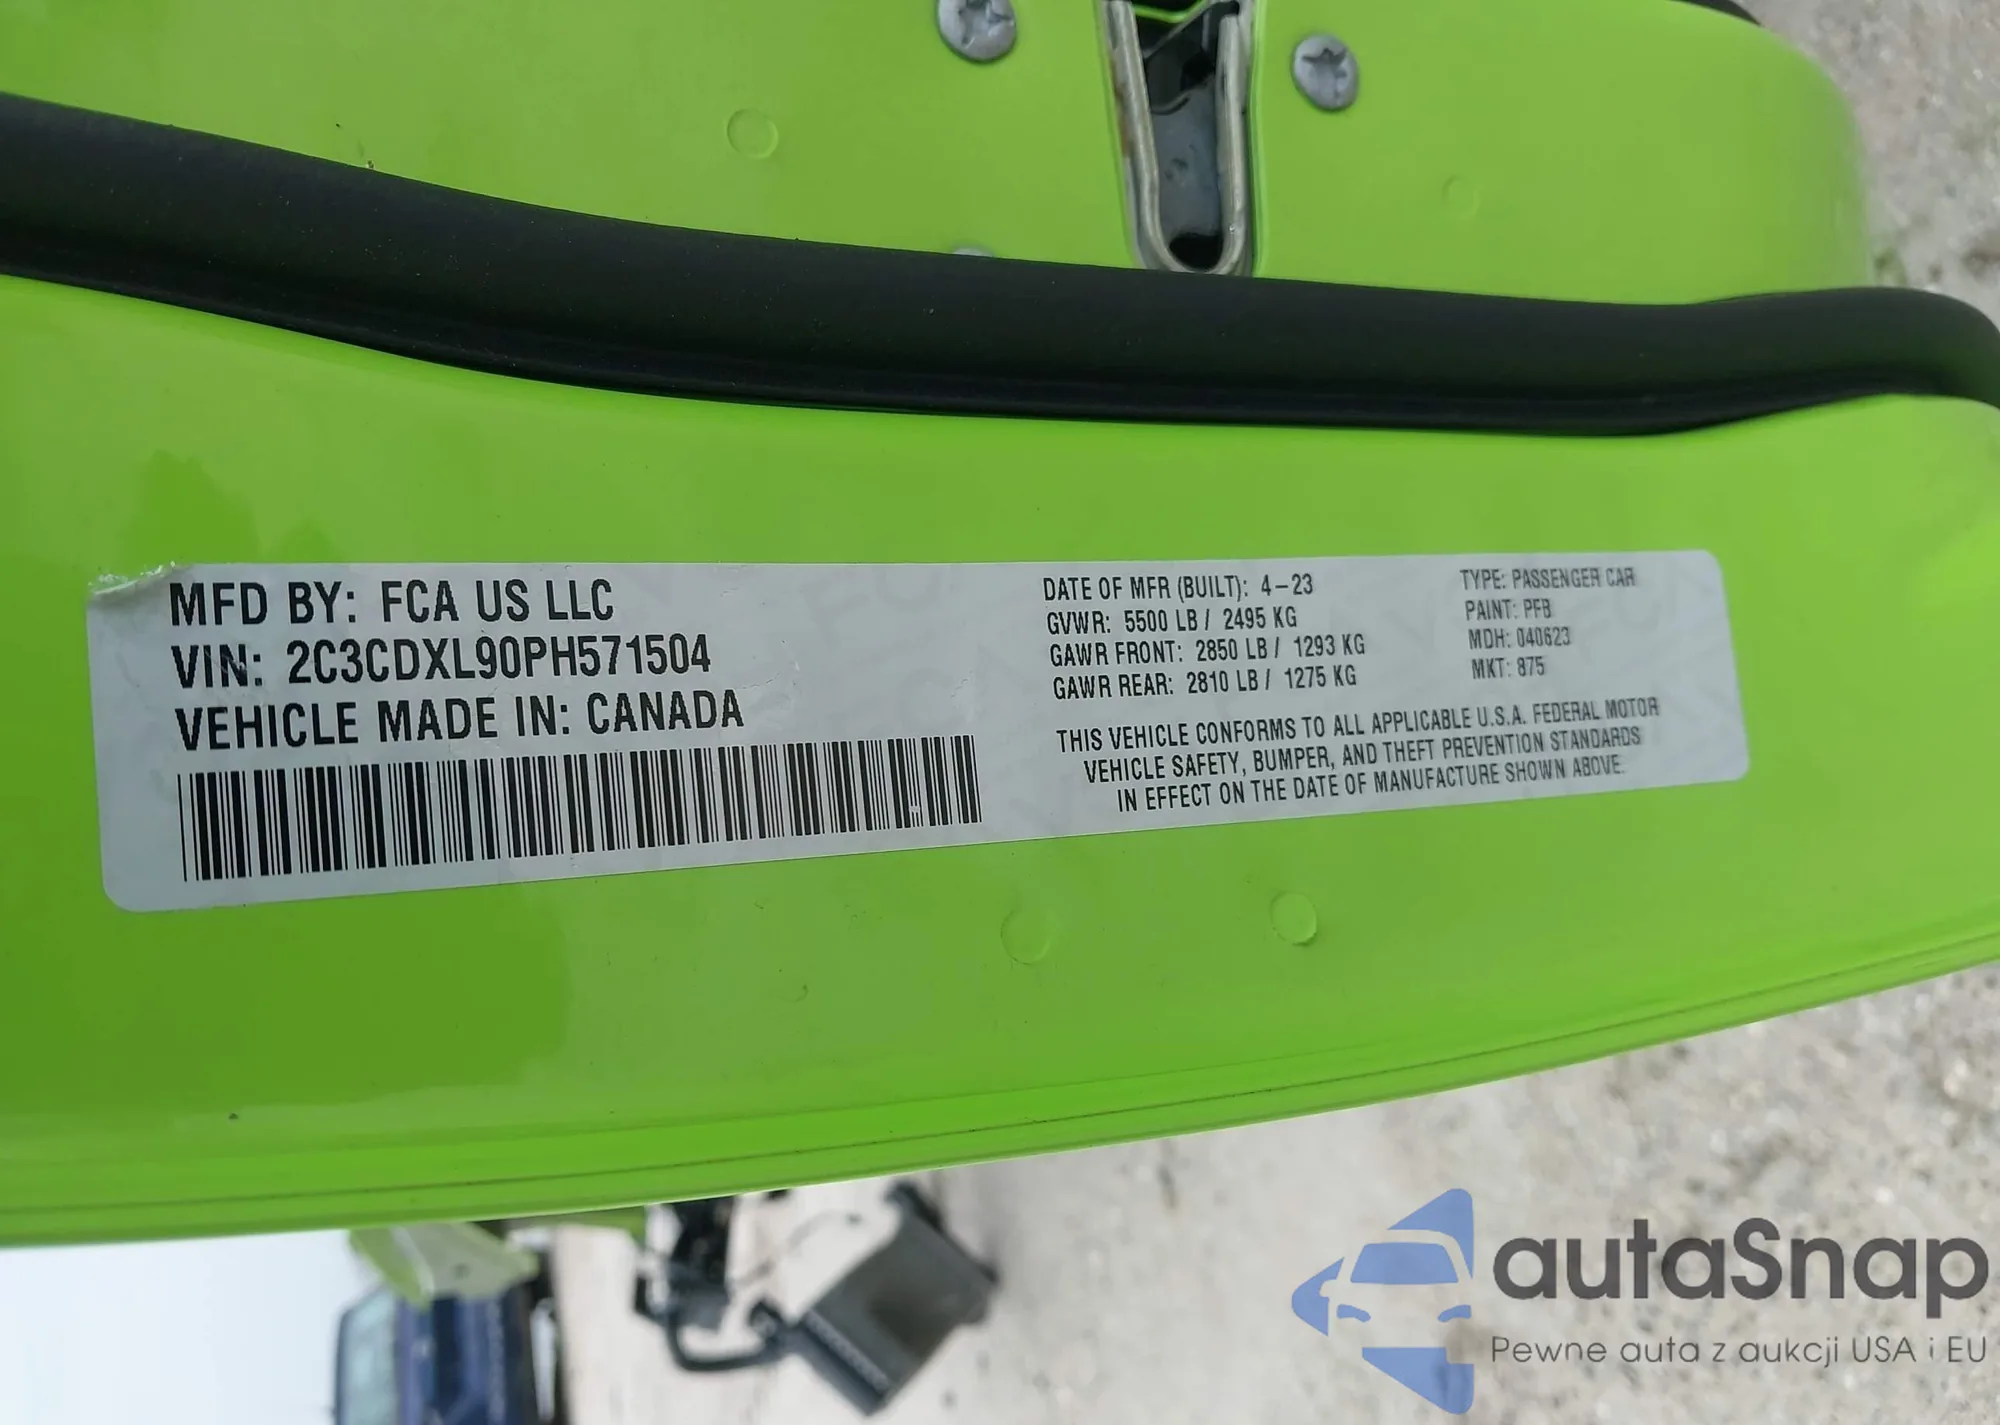 MFD BY: FCA US LLC
VIN: 2C3CDXL90PH571504
VEHICLE MADE IN: CANADA
DATE OF MFR (BUILT): 4-23
GVWR: 5500 LB / 2495 KG
GAWR FRONT: 2850 LB / 1293 KG
GAWR REAR: 2810 LB / 1275 KG
TYPE: PASSENGER CAR
PAINT: PFB
MDH: 040623
MKT: 875
THIS VEHICLE CONFORMS TO ALL APPLICABLE U.S.A. FEDERAL MOTOR
VEHICLE SAFETY, BUMPER, AND THEFT PREVENTION STANDARDS
IN EFFECT ON THE DATE OF MANUFACTURE SHOWN ABOVE.
autaSnap
Pewne auta z aukcji USA i EU